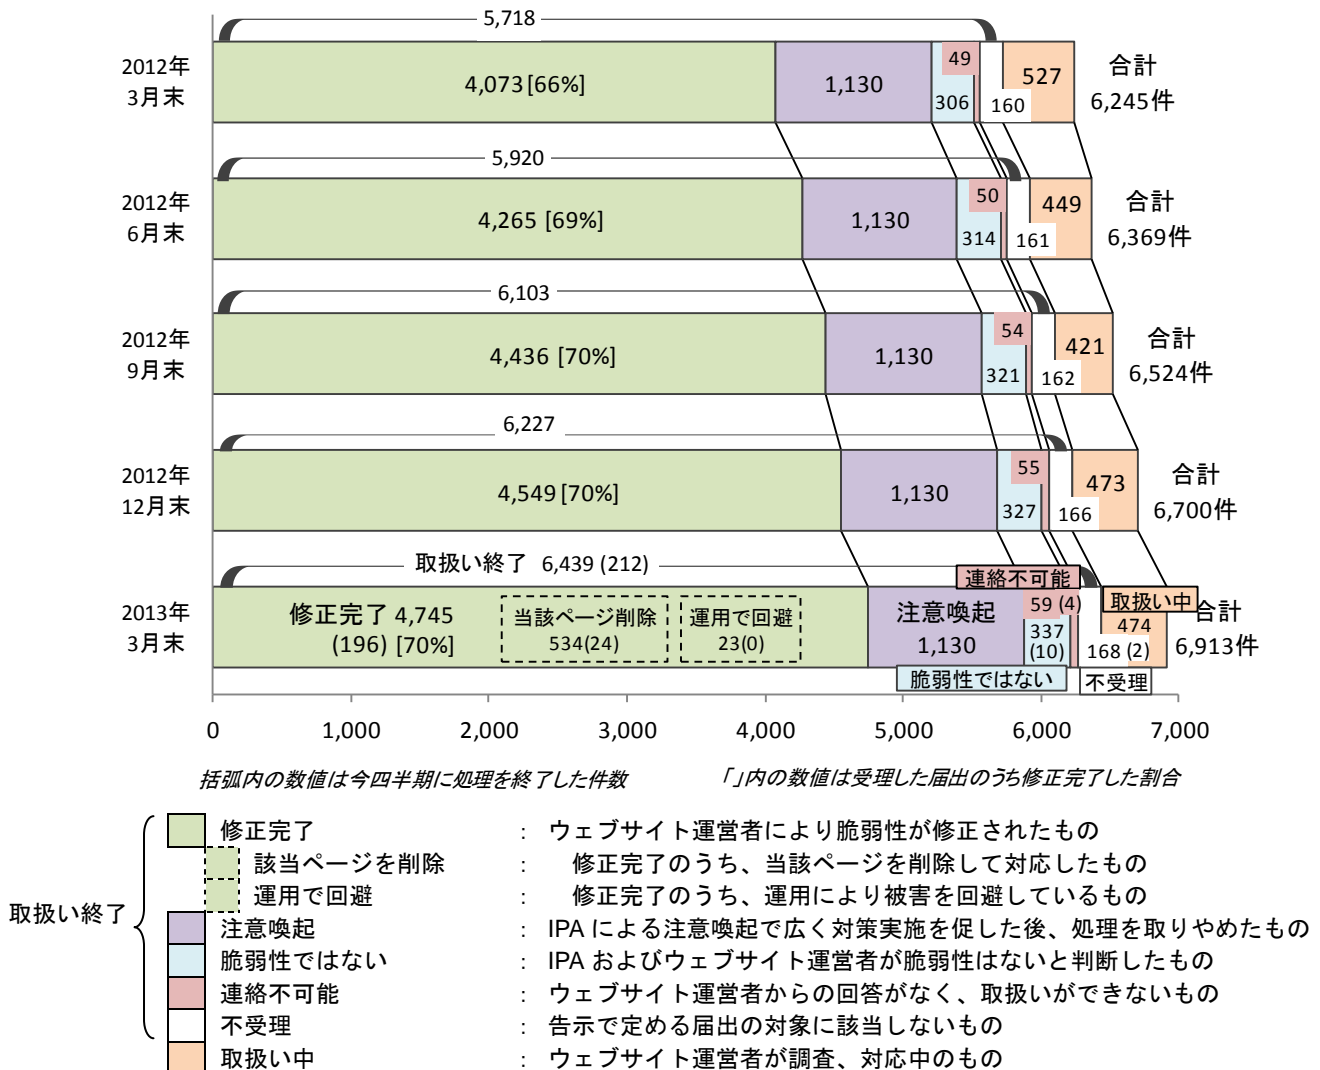 5,718
2012年
3月末
4,073 [66%]
1,130
306
49
160
527
合計
6,245件
5,920
2012年
6月末
4,265 [69%]
1,130
314
50
161
449
合計
6,369件
6,103
2012年
9月末
4,436 [70%]
1,130
321
54
162
421
合計
6,524件
6,227
2012年
12月末
4,549 [70%]
1,130
327
55
166
473
合計
6,700件
取扱い終了 6,439 (212)
2013年
3月末
修正完了 4,745
(196) [70%]
当該ページ削除
534(24)
運用で回避
23(0)
注意喚起
1,130
連絡不可能
59 (4)
337
(10)
脆弱性ではない
168 (2)
不受理
取扱い中
474
合計
6,913件
0 1,000 2,000 3,000 4,000 5,000 6,000 7,000
括弧内の数値は今四半期に処理を終了した件数
「」内の数値は受理した届出のうち修正完了した割合
取扱い終了
修正完了 : ウェブサイト運営者により脆弱性が修正されたもの
該当ページを削除 : 修正完了のうち、当該ページを削除して対応したもの
運用で回避 : 修正完了のうち、運用により被害を回避しているもの
注意喚起 : IPA による注意喚起で広く対策実施を促した後、処理を取りやめたもの
脆弱性ではない : IPA およびウェブサイト運営者が脆弱性はないと判断したもの
連絡不可能 : ウェブサイト運営者からの回答がなく、取扱いができないもの
不受理 : 告示で定める届出の対象に該当しないもの
取扱い中 : ウェブサイト運営者が調査、対応中のもの